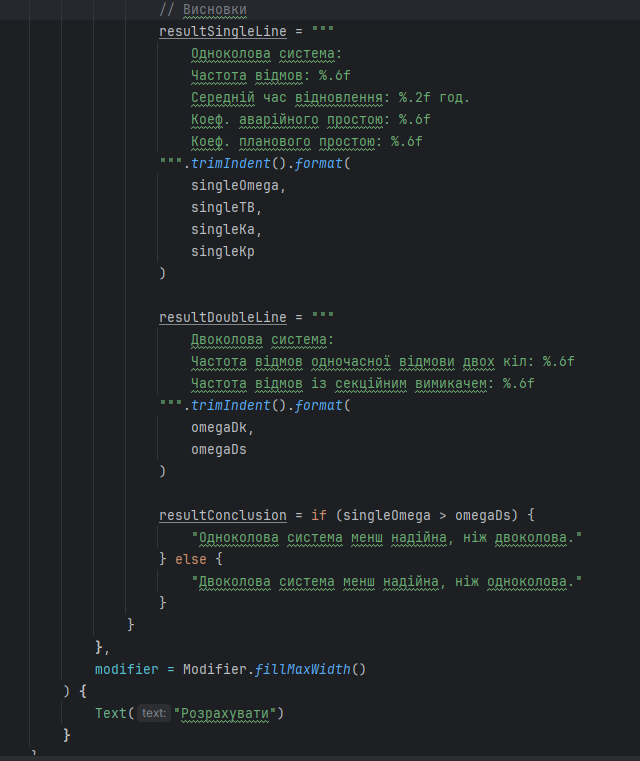 // Висновки
resultSingleLine = """
Одноколова система:
Частота відмов: %.6f
Середній час відновлення: %.2f год.
Коеф. аварійного простою: %.6f
Коеф. планового простою: %.6f
""".trimIndent().format(
singleOmega,
singleTB,
singleKa,
singleKp
)
resultDoubleLine = """
Двоколова система:
Частота відмов одночасної відмови двох кіл: %.6f
Частота відмов із секційним вимикачем: %.6f
""".trimIndent().format(
omegaDk,
omegaDs
)
resultConclusion = if (singleOmega > omegaDs) {
"Одноколова система менш надійна, ніж двоколова."
} else {
"Двоколова система менш надійна, ніж одноколова."
}
}
},
modifier = Modifier.fillMaxWidth()
) {
Text( text: "Розрахувати")
}
}